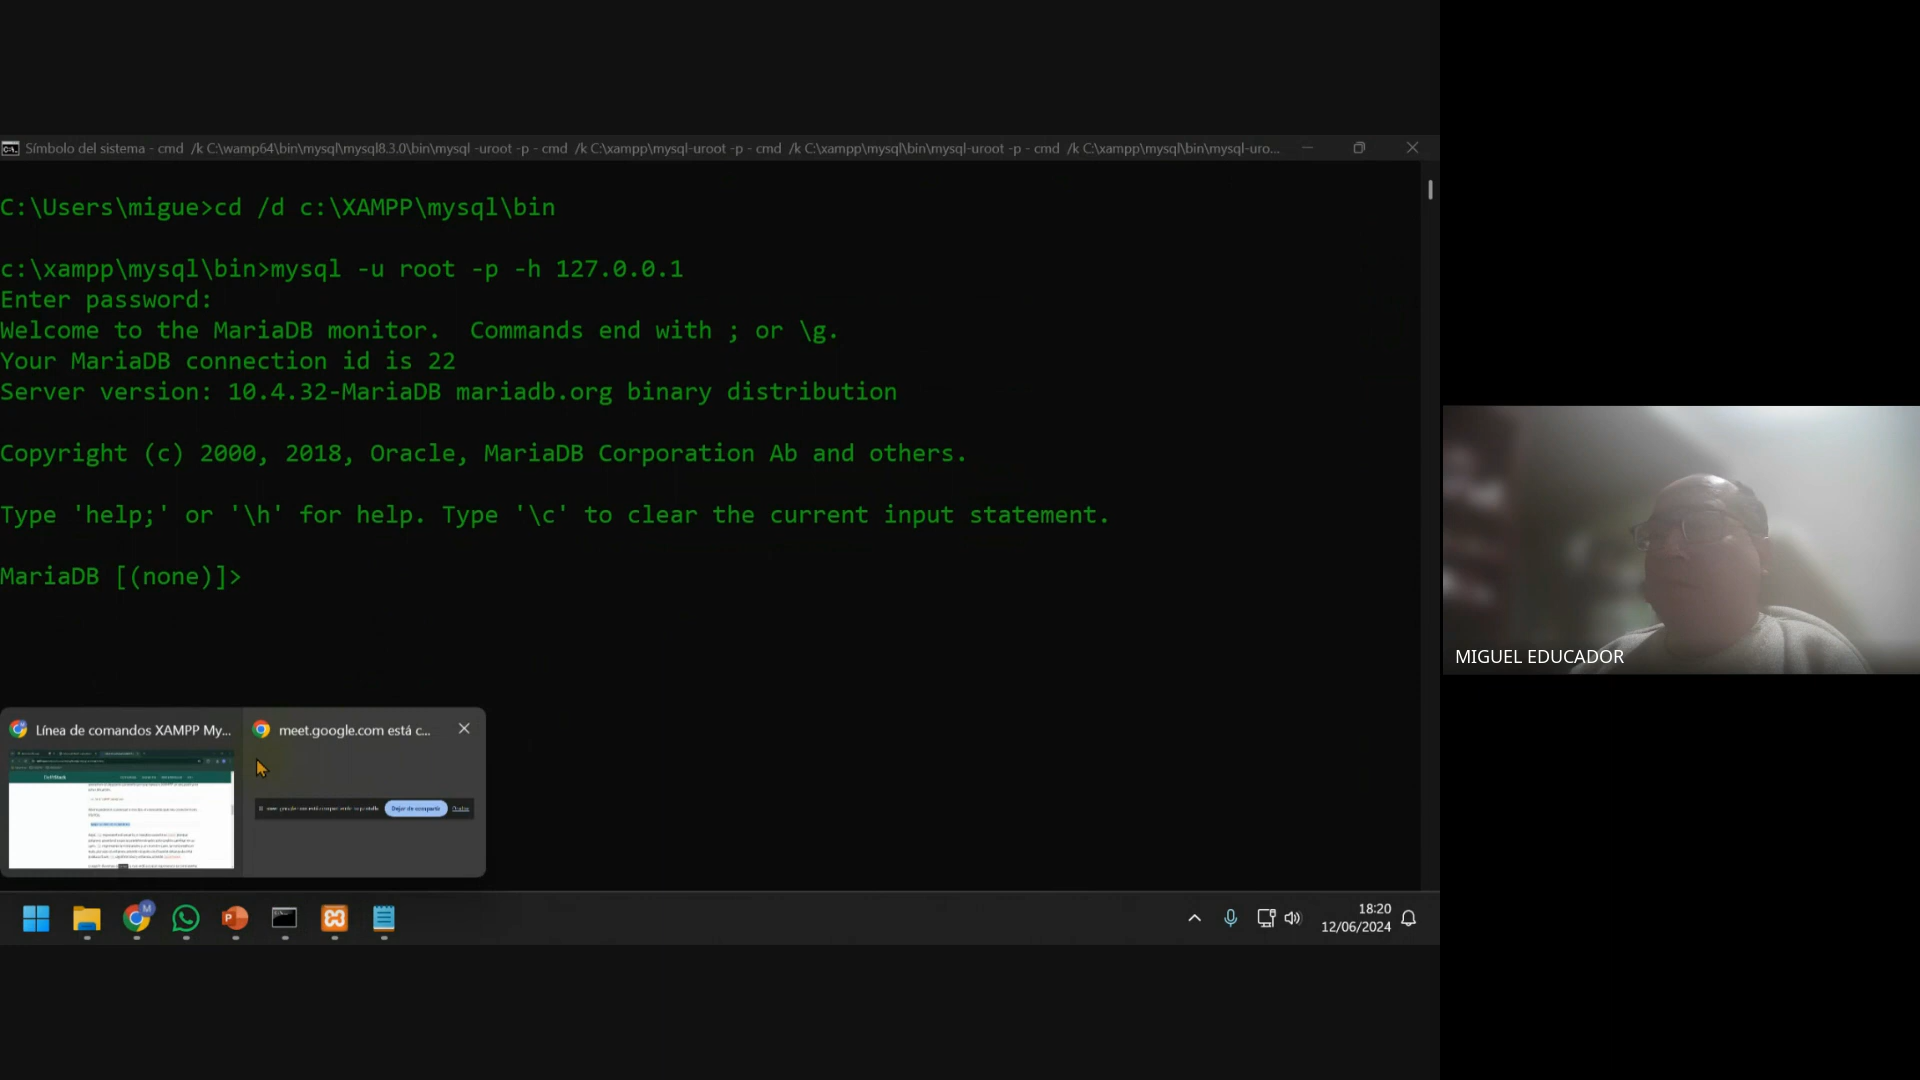 Símbolo del sistema - cmd /k C:\wamp64\bin\mysql\mysql8.3.0\bin\mysql -uroot -p - cmd /k C:\xampp\mysql-uroot -p - cmd /k C:\xampp\mysql\bin\mysql-uroot -p - cmd /k C:\xampp\mysql\bin\mysql-uro...
C:\Users\migue>cd /d c:\XAMPP\mysql\bin
c:\xampp\mysql\bin>mysql -u root -p -h 127.0.0.1
Enter password:
Welcome to the MariaDB monitor.  Commands end with ; or \g.
Your MariaDB connection id is 22
Server version: 10.4.32-MariaDB mariadb.org binary distribution
Copyright (c) 2000, 2018, Oracle, MariaDB Corporation Ab and others.
Type 'help;' or '\h' for help. Type '\c' to clear the current input statement.
MariaDB [(none)]>
MIGUEL EDUCADOR
Línea de comandos XAMPP My...
meet.google.com está c...
Dejar de compartir
18:20
12/06/2024